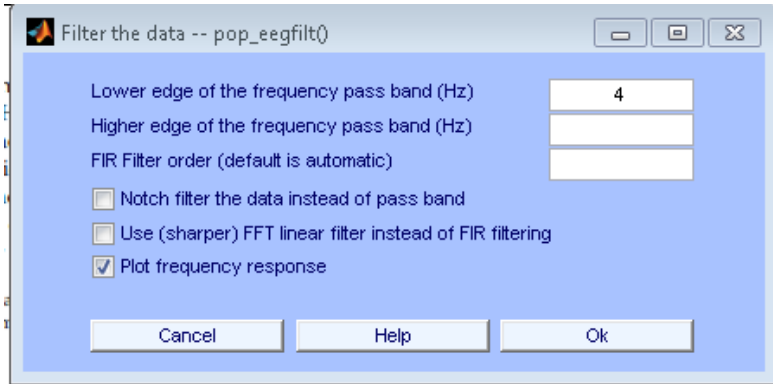 Filter the data -- pop_eegfilt()
Lower edge of the frequency pass band (Hz) 4
Higher edge of the frequency pass band (Hz)
FIR Filter order (default is automatic)
Notch filter the data instead of pass band
Use (sharper) FFT linear filter instead of FIR filtering
Plot frequency response
Cancel Help Ok